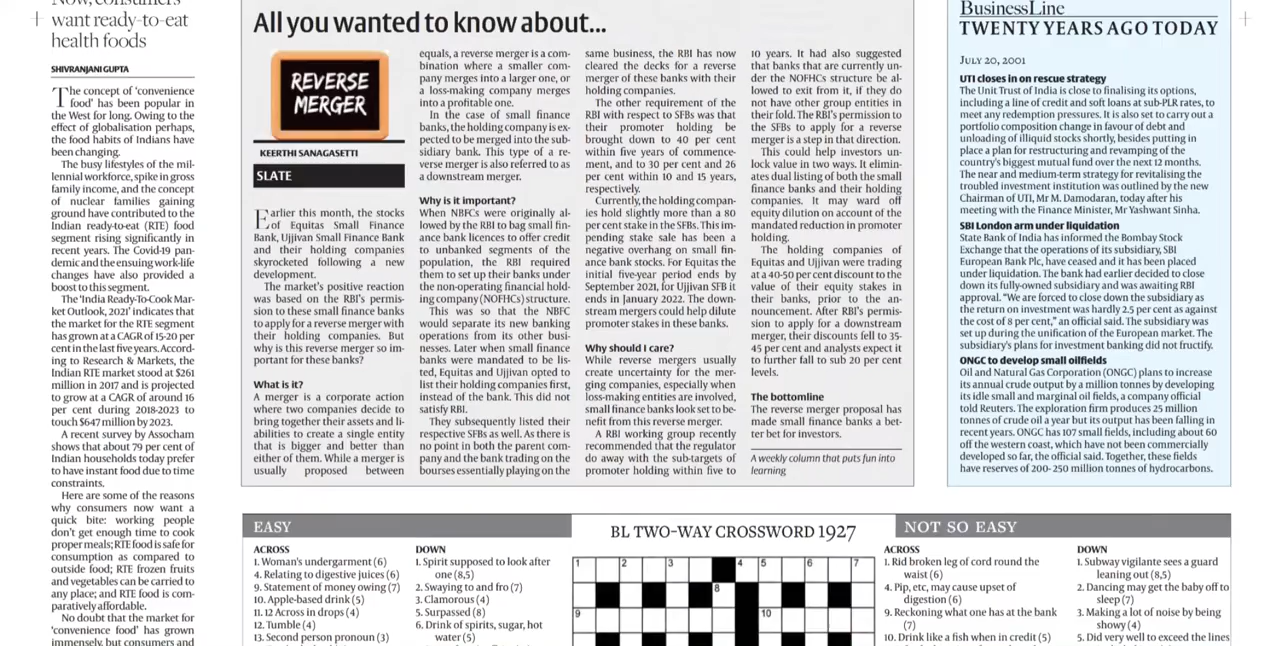 Now, consumers
want ready-to-eat
health foods
SHIVRANJANI GUPTA
The concept of ‘convenience
food’ has been popular in
the West for long. Owing to the
effect of globalisation perhaps,
the food habits of Indians have
been changing.
The busy lifestyles of the mil-
lennial workforce, spike in gross
family income, and the concept
of nuclear families gaining
ground have contributed to the
Indian ready-to-eat (RTE) food
segment rising significantly in
recent years. The Covid-19 pan-
demic and the ensuing work-life
changes have also provided a
boost to this segment.
The ‘India Ready-To-Cook Mar-
ket Outlook, 2021’ indicates that
the market for the RTE segment
has grown at a CAGR of 15-20 per
cent in the last five years. Accord-
ing to Research & Markets, the
Indian RTE market stood at $261
million in 2017 and is projected
to grow at a CAGR of around 16
per cent during 2018-2023 to
touch $647 million by 2023.
A recent survey by Assocham
shows that about 79 per cent of
Indian households today prefer
to have instant food due to time
constraints.
Here are some of the reasons
why consumers now want a
quick bite: working people
don’t get enough time to cook
proper meals; RTE food is safe for
consumption as compared to
outside food; RTE frozen fruits
and vegetables can be carried to
any place; and RTE food is com-
paratively affordable.
No doubt that the market for
‘convenience food’ has grown
immensely, but consumers and
All you wanted to know about...
REVERSE
MERGER
KEERTHI SANAGASETTI
SLATE
Earlier this month, the stocks
of Equitas Small Finance
Bank, Ujjivan Small Finance Bank
and their holding companies
skyrocketed following a new
development.
The market’s positive reaction
was based on the RBI’s permis-
sion to these small finance banks
to apply for a reverse merger with
their holding companies. But
why is this reverse merger so im-
portant for these banks?
What is it?
A merger is a corporate action
where two companies decide to
bring together their assets and li-
abilities to create a single entity
that is bigger and better than
either of them. While a merger is
usually proposed between
equals, a reverse merger is a com-
bination where a smaller com-
pany merges into a larger one, or
a loss-making company merges
into a profitable one.
In the case of small finance
banks, the holding company is ex-
pected to be merged into the sub-
sidiary bank. This type of a re-
verse merger is also referred to as
a downstream merger.
Why is it important?
When NBFCs were originally al-
lowed by the RBI to bag small fin-
ance bank licences to offer credit
to unbanked segments of the
population, the RBI required
them to set up their banks under
the non-operating financial hold-
ing company (NOFHCs) structure.
This was so that the NBFC
would separate its new banking
operations from its other busi-
nesses. Later when small finance
banks were mandated to be lis-
ted, Equitas and Ujjivan opted to
list their holding companies first,
instead of the bank. This did not
satisfy RBI.
They subsequently listed their
respective SFBs as well. As there is
no point in both the parent com-
pany and the bank trading on the
bourses essentially playing on the
same business, the RBI has now
cleared the decks for a reverse
merger of these banks with their
holding companies.
The other requirement of the
RBI with respect to SFBs was that
their promoter holding be
brought down to 40 per cent
within five years of commence-
ment, and to 30 per cent and 26
per cent within 10 and 15 years,
respectively.
Currently, the holding compan-
ies hold slightly more than a 80
per cent stake in the SFBs. This im-
pending stake sale has been a
negative overhang on small fin-
ance bank stocks. For Equitas the
initial five-year period ends by
September 2021, for Ujjivan SFB it
ends in January 2022. The down-
stream mergers could help dilute
promoter stakes in these banks.
Why should I care?
While reverse mergers usually
create uncertainty for the mer-
ging companies, especially when
loss-making entities are involved,
small finance banks look set to be-
nefit from this reverse merger.
A RBI working group recently
recommended that the regulator
do away with the sub-targets of
promoter holding within five to
10 years. It had also suggested
that banks that are currently un-
der the NOFHCs structure be al-
lowed to exit from it, if they do
not have other group entities in
their fold. The RBI’s permission to
the SFBs to apply for a reverse
merger is a step in that direction.
This could help investors un-
lock value in two ways. It elimin-
ates dual listing of both the small
finance banks and their holding
companies. It may ward off
equity dilution on account of the
mandated reduction in promoter
holding.
The holding companies of
Equitas and Ujjivan were trading
at a 40-50 per cent discount to the
value of their equity stakes in
their banks, prior to the an-
nouncement. After RBI’s permis-
sion to apply for a downstream
merger, their discounts fell to 35-
45 per cent and analysts expect it
to further fall to sub 20 per cent
levels.
The bottomline
The reverse merger proposal has
made small finance banks a bet-
ter bet for investors.
A weekly column that puts fun into
learning
BusinessLine
TWENTY YEARS AGO TODAY
JULY 20, 2001
UTI closes in on rescue strategy
The Unit Trust of India is close to finalising its options,
including a line of credit and soft loans at sub-PLR rates, to
meet any redemption pressures. It is also set to carry out a
portfolio composition change in favour of debt and
unloading of illiquid stocks shortly, besides putting in
place a plan for restructuring and revamping of the
country’s biggest mutual fund over the next 12 months.
The near and medium-term strategy for revitalising the
troubled investment institution was outlined by the new
Chairman of UTI, Mr M. Damodaran, today after his
meeting with the Finance Minister, Mr Yashwant Sinha.
SBI London arm under liquidation
State Bank of India has informed the Bombay Stock
Exchange that the operations of its subsidiary, SBI
European Bank Plc, have ceased and it has been placed
under liquidation. The bank had earlier decided to close
down its fully-owned subsidiary and was awaiting RBI
approval. “We are forced to close down the subsidiary as
the return on investment was hardly 2.5 per cent as against
the cost of 8 per cent,” an official said. The subsidiary was
set up during the unification of the European market. The
subsidiary’s plans for investment banking did not fructify.
ONGC to develop small oilfields
Oil and Natural Gas Corporation (ONGC) plans to increase
its annual crude output by a million tonnes by developing
its idle small and marginal oil fields, a company official
told Reuters. The exploration firm produces 25 million
tonnes of crude oil a year but its output has been falling in
recent years. ONGC has 107 small fields, including about 60
off the western coast, which have not been commercially
developed so far, the official said. Together, these fields
have reserves of 200-250 million tonnes of hydrocarbons.
EASY
ACROSS
1. Woman’s undergarment (6)
4. Relating to digestive juices (6)
9. Statement of money owing (7)
10. Apple-based drink (5)
11. 12 Across in drops (4)
12. Tumble (4)
13. Second person pronoun (3)
DOWN
1. Spirit supposed to look after
one (8,5)
2. Swaying to and fro (7)
3. Clamorous (4)
5. Surpassed (8)
6. Drink of spirits, sugar, hot
water (5)
BL TWO-WAY CROSSWORD 1927
1 2 3 4 5 6 7
8
9 10
NOT SO EASY
ACROSS
1. Rid broken leg of cord round the
waist (6)
4. Pip, etc, may cause upset of
digestion (6)
9. Reckoning what one has at the bank
(7)
10. Drink like a fish when in credit (5)
DOWN
1. Subway vigilante sees a guard
leaning out (8,5)
2. Dancing may get the baby off to
sleep (7)
3. Making a lot of noise by being
showy (4)
5. Did very well to exceed the lines